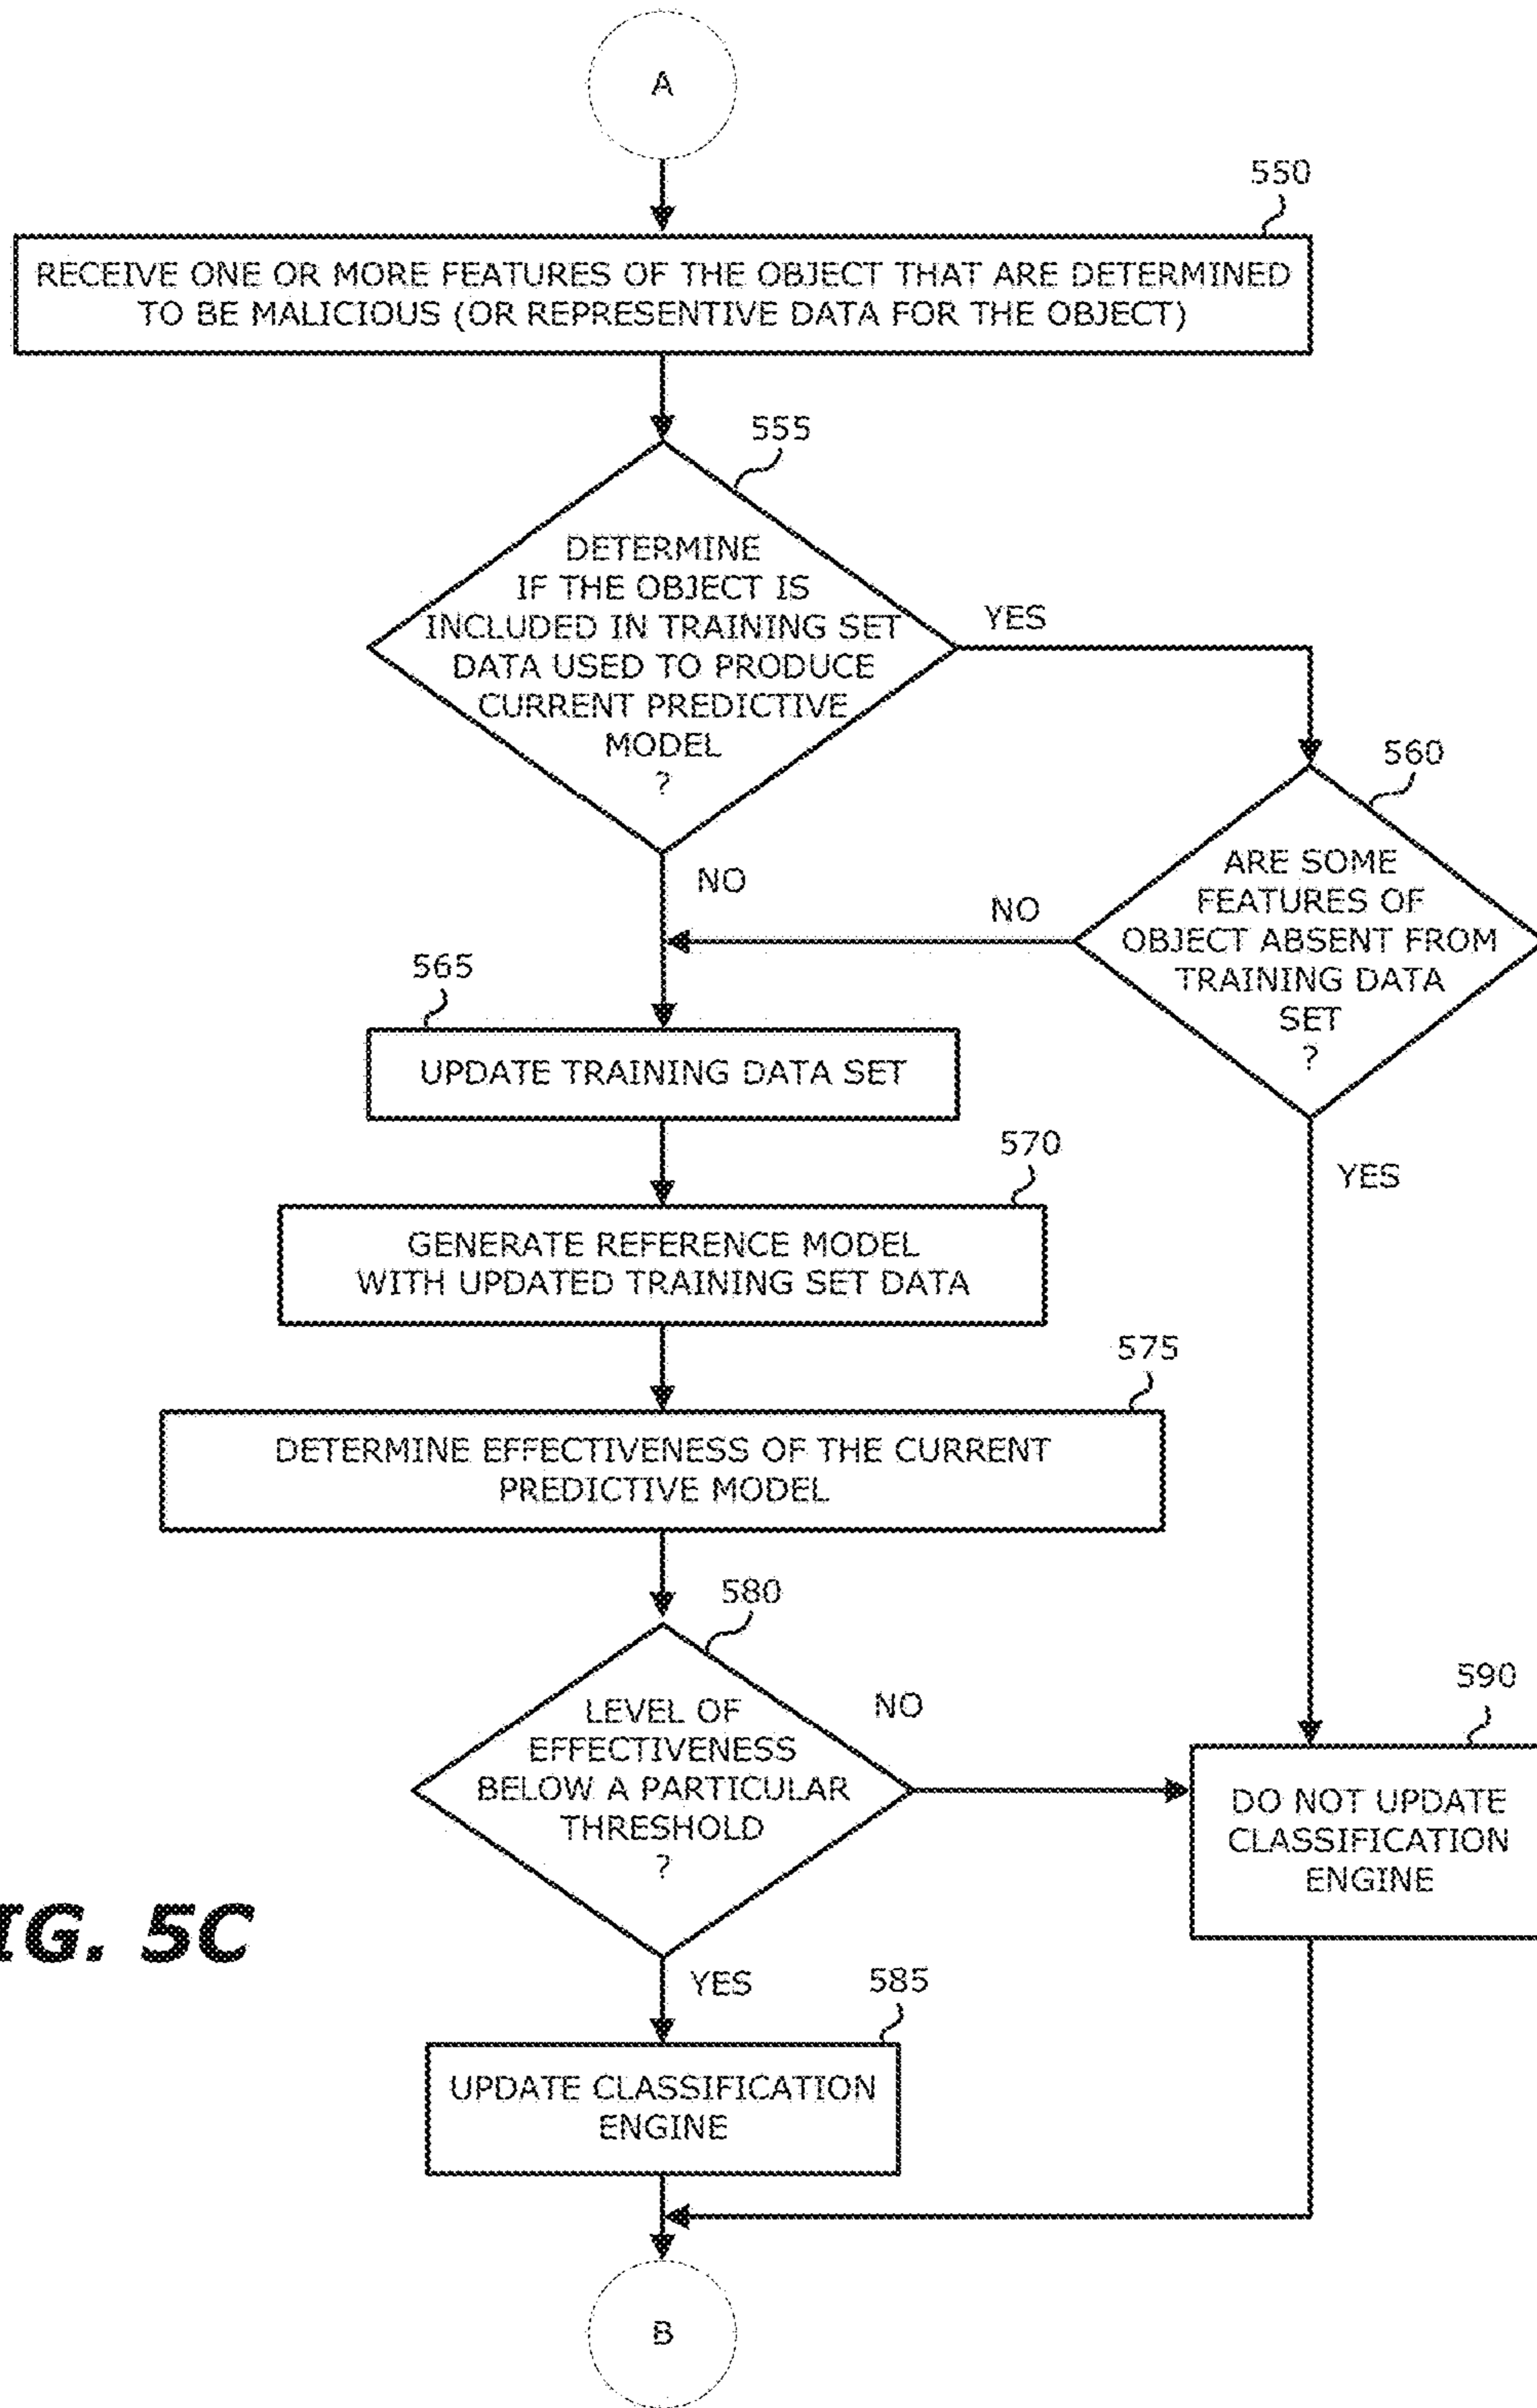 A
550
RECEIVE ONE OR MORE FEATURES OF THE OBJECT THAT ARE DETERMINED
TO BE MALICIOUS (OR REPRESENTIVE DATA FOR THE OBJECT)
555
DETERMINE
IF THE OBJECT IS
INCLUDED IN TRAINING SET
DATA USED TO PRODUCE
CURRENT PREDICTIVE
MODEL
?
YES
NO
560
ARE SOME
FEATURES OF
OBJECT ABSENT FROM
TRAINING DATA
SET
?
NO
YES
565
UPDATE TRAINING DATA SET
570
GENERATE REFERENCE MODEL
WITH UPDATED TRAINING SET DATA
575
DETERMINE EFFECTIVENESS OF THE CURRENT
PREDICTIVE MODEL
580
LEVEL OF
EFFECTIVENESS
BELOW A PARTICULAR
THRESHOLD
?
NO
YES
590
DO NOT UPDATE
CLASSIFICATION
ENGINE
585
UPDATE CLASSIFICATION
ENGINE
B
IG. 5C